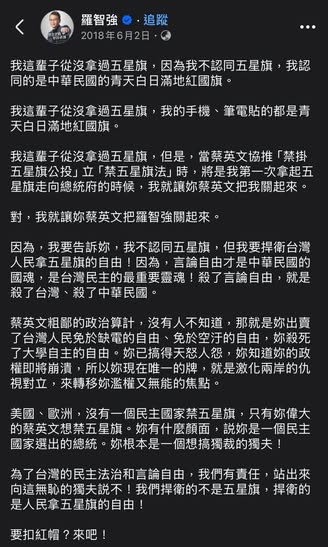 羅智強 · 追蹤
2018年6月2日 ·
我這輩子從沒拿過五星旗，因為我不認同五星旗，我認
同的是中華民國的青天白日滿地紅國旗。
我這輩子從沒拿過五星旗，我的手機、筆電貼的都是青
天白日滿地紅國旗。
我這輩子從沒拿過五星旗，但是，當蔡英文協推「禁掛
五星旗公投」立「禁五星旗法」時，將是我第一次拿起五
星旗走向總統府的時候，我就讓妳蔡英文把我關起來。
對，我就讓妳蔡英文把羅智強關起來。
因為，我要告訴妳，我不認同五星旗，但我要捍衛台灣
人民拿五星旗的自由！因為，言論自由才是中華民國的
國魂，是台灣民主的最重要靈魂！殺了言論自由，就是
殺了台灣、殺了中華民國。
蔡英文粗鄙的政治算計，沒有人不知道，那就是妳出賣
了台灣人民免於缺電的自由、免於空汙的自由，妳殺死
了大學自主的自由。妳已搞得天怒人怨，妳知道妳的政
權即將崩潰，所以妳現在唯一的牌，就是激化兩岸的仇
視對立，來轉移妳濫權又無能的焦點。
美國、歐洲，沒有一個民主國家禁五星旗，只有妳偉大
的蔡英文想禁五星旗。妳有什麼顏面，說妳是一個民主
國家選出的總統。妳根本是一個想搞獨裁的獨夫！
為了台灣的民主法治和言論自由，我們有責任，站出來
向這無恥的獨夫說不！我們捍衛的不是五星旗，捍衛的
是人民拿五星旗的自由！
要扣紅帽？來吧！